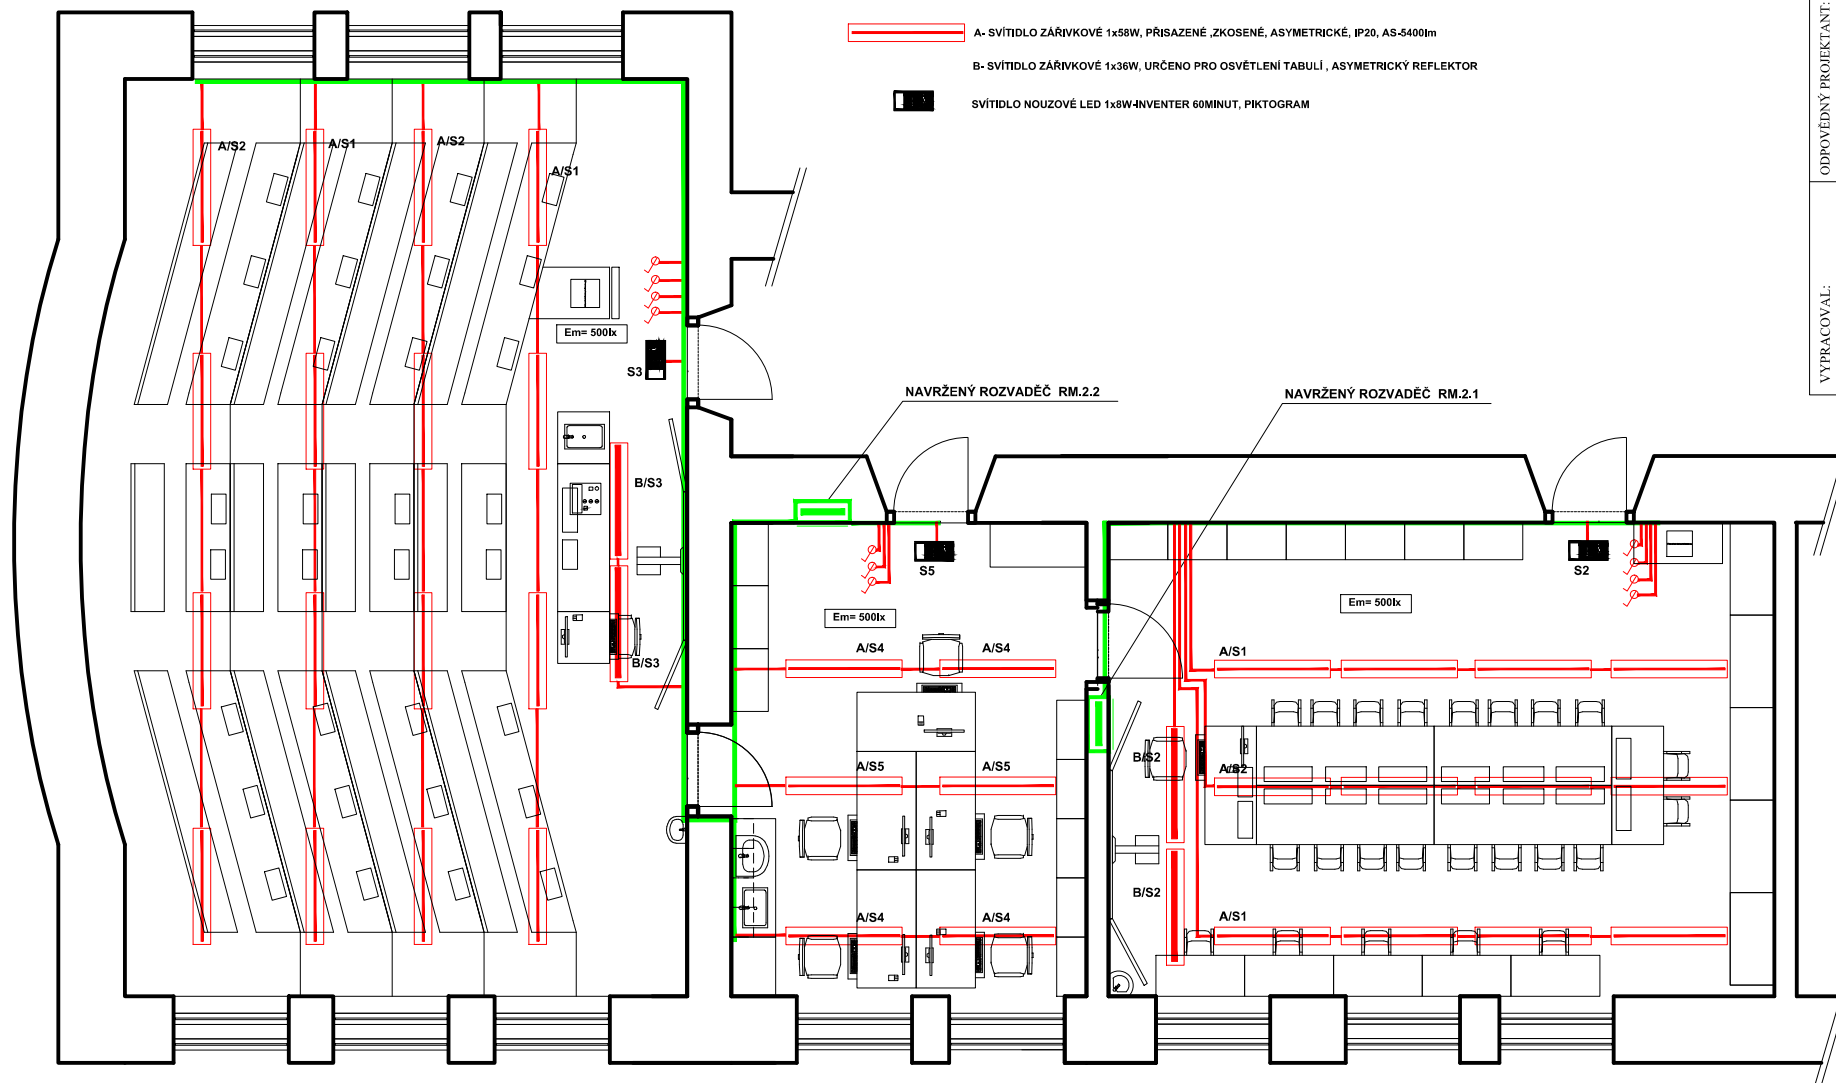 A- SVÍTIDLO ZÁŘIVKOVÉ 1x58W, PŘISAZENÉ ,ZKOSENÉ, ASYMETRICKÉ, IP20, AS-5400lm
B- SVÍTIDLO ZÁŘIVKOVÉ 1x36W, URČENO PRO OSVĚTLENÍ TABULÍ , ASYMETRICKÝ REFLEKTOR
SVÍTIDLO NOUZOVÉ LED 1x8W-INVENTER 60MINUT, PIKTOGRAM
ODPOVĚDNÝ PROJEKTANT:
VYPRACOVAL:
A/S2
A/S1
A/S2
A/S1
Em= 500lx
S3
B/S3
B/S3
NAVRŽENÝ ROZVADĚČ RM.2.2
NAVRŽENÝ ROZVADĚČ RM.2.1
S5
Em= 500lx
A/S4
A/S4
A/S5
A/S5
A/S4
A/S4
S2
Em= 500lx
A/S1
B/S2
A/S2
B/S2
A/S1